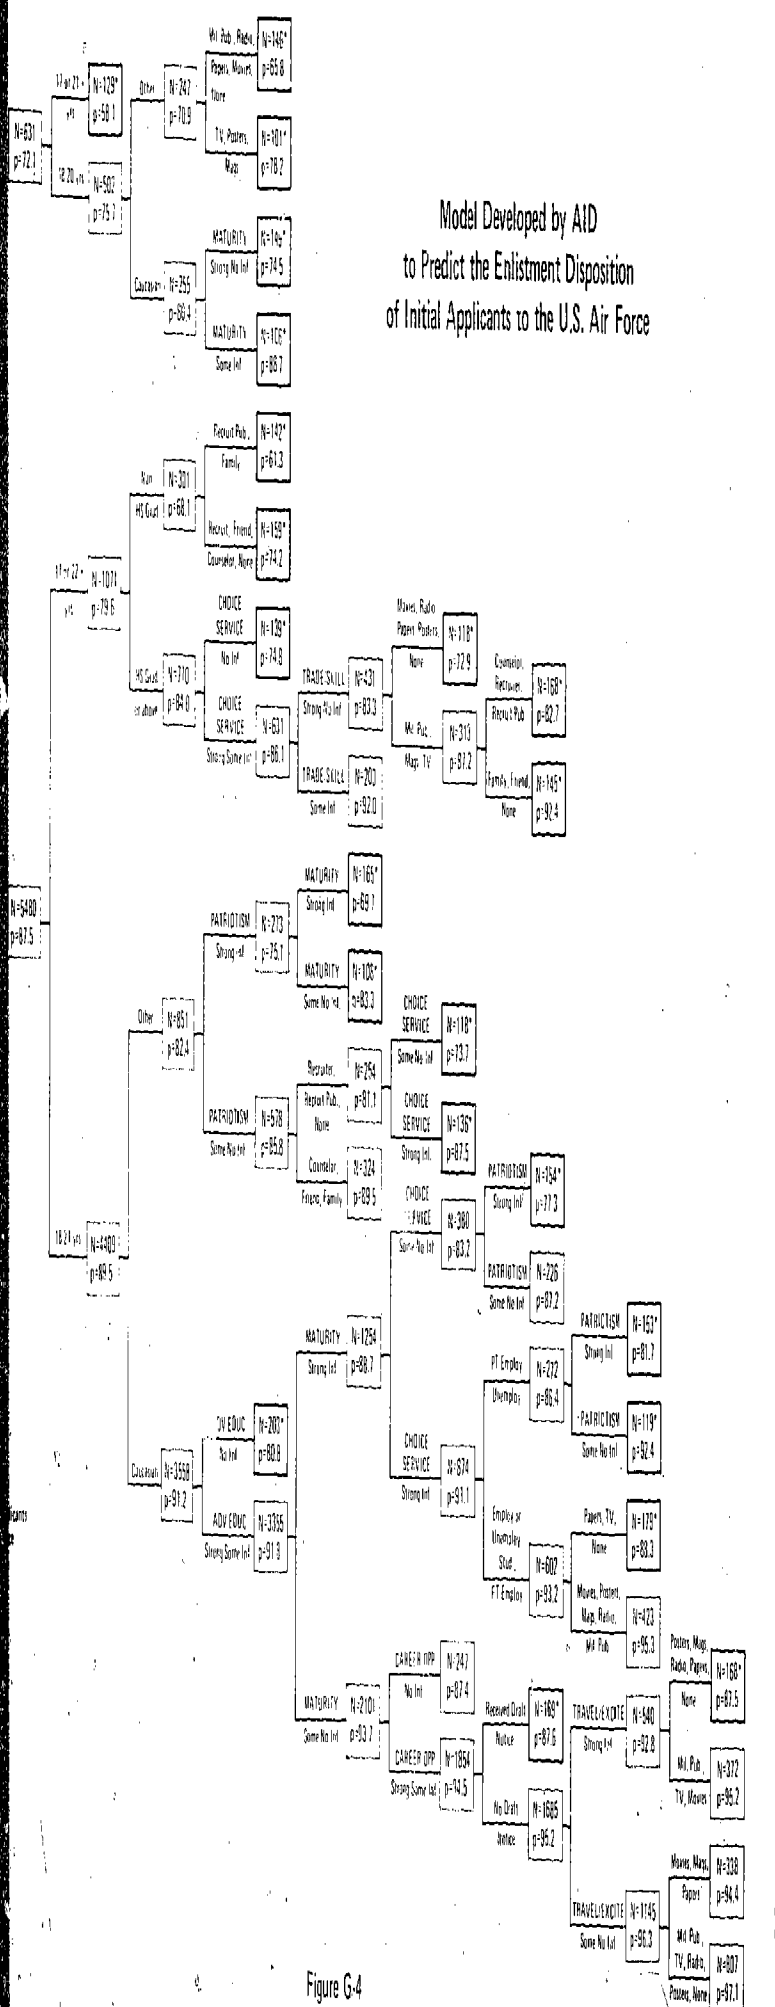 Model Developed by AID
to Predict the Enlistment Disposition
of Initial Applicants to the U.S. Air Force
N=631
p=72.1
17 or 21+
yrs
N=129*
p=58.1
18-20 yrs
N=502
p=75.7
Other
N=247
p=70.9
Mil Pub., Radio,
Papers, Movies,
None
N=146*
p=65.8
TV, Posters,
Mags
N=101*
p=78.2
Caucasian
N=255
p=80.4
MATURITY
Strong No Inf
N=149*
p=74.5
MATURITY
Some Inf
N=106*
p=88.7
N=5480
p=87.5
17 or 22+
yrs
N=1071
p=79.6
Non
HS Grad
N=301
p=68.1
Recruit Pub.,
Family
N=142*
p=61.3
Recruit, Friend,
Counselor, None
N=159*
p=74.2
HS Grad
or above
N=770
p=84.0
CHOICE
SERVICE
No Inf
N=139*
p=74.8
CHOICE
SERVICE
Strong Some Inf
N=631
p=86.1
TRADE SKILL
Strong No Inf
N=431
p=83.3
TRADE SKILL
Some Inf
N=200
p=92.0
Movies, Radio
Papers, Posters,
None
N=118*
p=72.9
Mil Pub.,
Mags, TV
N=313
p=87.2
Counselor,
Recruiter,
Recruit Pub
N=168*
p=82.7
Family, Friend,
None
N=145*
p=92.4
18-21 yrs
N=4409
p=89.5
Other
N=851
p=82.4
PATRIOTISM
Strong Inf
N=273
p=75.1
MATURITY
Strong Inf
N=165*
p=69.7
MATURITY
Some No Inf.
N=108*
p=83.3
PATRIOTISM
Some No Inf
N=578
p=85.8
Recruiter,
Recruit Pub.,
None
N=254
p=81.1
CHOICE
SERVICE
Some No Inf
N=118*
p=73.7
CHOICE
SERVICE
Strong Inf.
N=136*
p=87.5
Counselor,
Friend, Family
N=324
p=89.5
Caucasian
N=3558
p=91.2
ADV EDUC
No Inf
N=203*
p=80.8
ADV EDUC
Strong Some Inf
N=3355
p=91.8
MATURITY
Strong Inf
N=1254
p=88.7
CHOICE
SERVICE
Some No Inf
N=380
p=83.2
PATRIOTISM
Strong Inf
N=154*
p=77.3
PATRIOTISM
Some No Inf
N=226
p=87.2
CHOICE
SERVICE
Strong Inf
N=874
p=91.1
PT Employ
Unemploy
N=272
p=86.4
PATRIOTISM
Strong Inf
N=153*
p=81.7
PATRIOTISM
Some No Inf
N=119*
p=92.4
Employ or
Unemploy
Stud.,
FT Employ
N=602
p=93.2
Papers, TV,
None
N=179*
p=88.3
Movies, Posters,
Mags, Radio,
Mil Pub
N=423
p=95.3
MATURITY
Some No Inf
N=2101
p=93.7
CAREER OPP
No Inf
N=247
p=87.4
CAREER OPP
Strong Some Inf
N=1854
p=94.5
Received Draft
Notice
N=169*
p=87.6
No Draft
Notice
N=1685
p=95.2
TRAVEL/EXCITE
Strong Inf
N=540
p=92.8
Posters, Mags,
Radio, Papers,
None
N=168*
p=87.5
Mil, Pub.,
TV, Movies
N=372
p=95.2
TRAVEL/EXCITE
Some No Inf
N=1145
p=96.3
Movies, Mags,
Papers
N=338
p=94.4
Mil Pub.,
TV, Radio,
Posters, None
N=807
p=97.1
Figure G-4